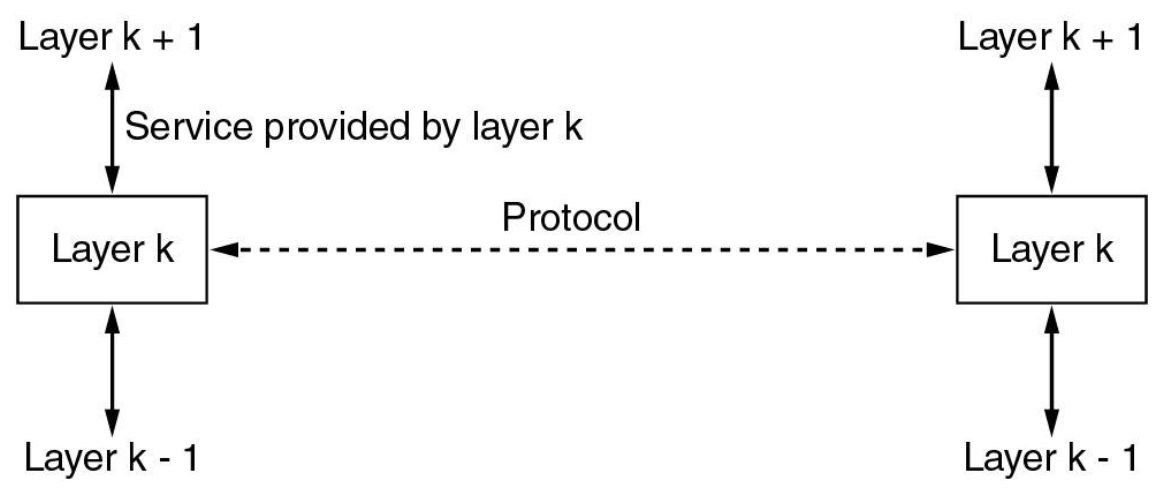 Layer k + 1
Layer k + 1
Service provided by layer k
Protocol
Layer k
Layer k
Layer k - 1
Layer k - 1